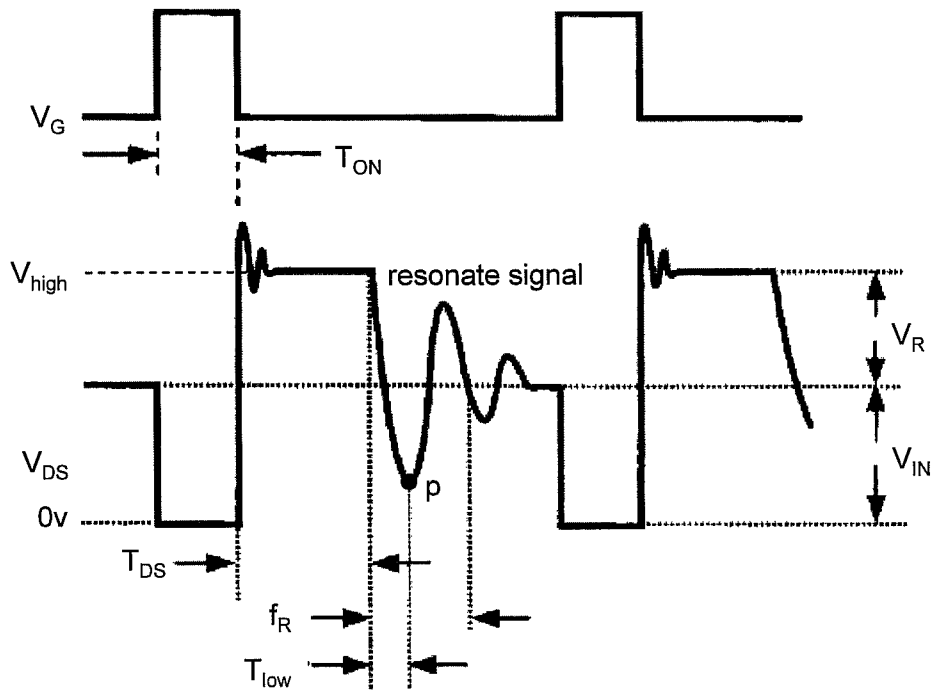 V_G
T_ON
V_high
resonate signal
V_R
V_DS
p
V_IN
0v
T_DS
f_R
T_low